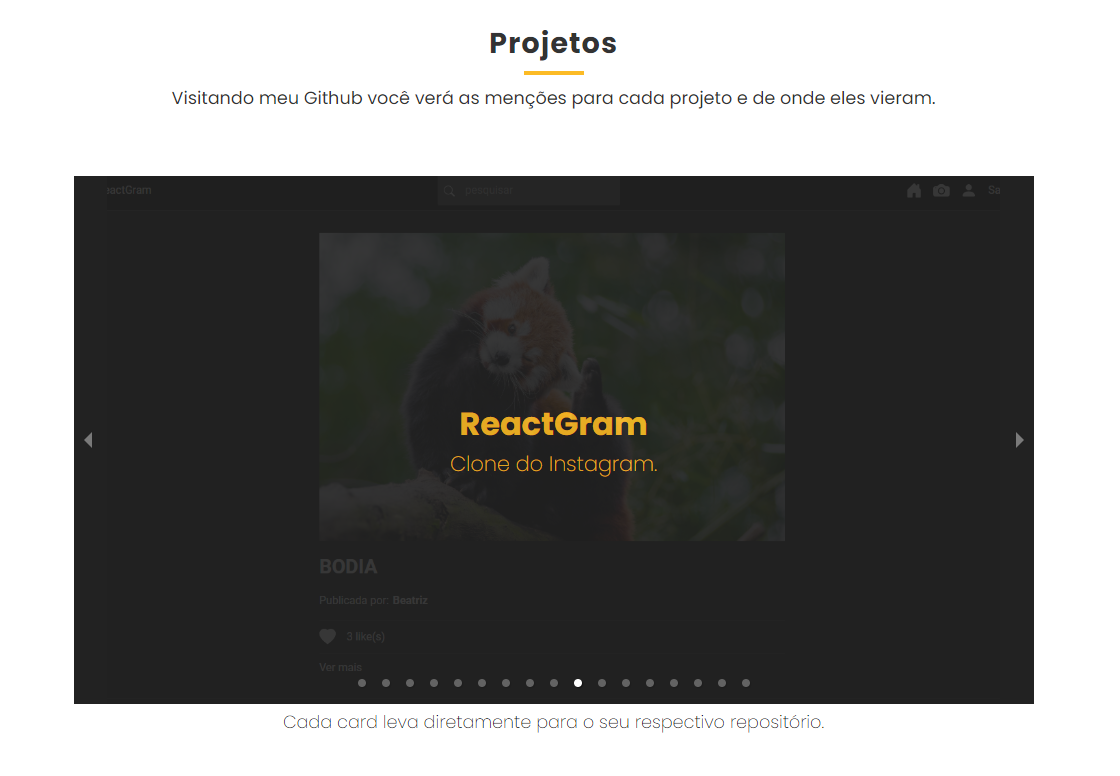 Projetos
Visitando meu Github você verá as menções para cada projeto e de onde eles vieram.
eactGram
pesquisar
Sa
ReactGram
Clone do Instagram.
BODIA
Publicada por: Beatriz
3 like(s)
Ver mais
Cada card leva diretamente para o seu respectivo repositório.